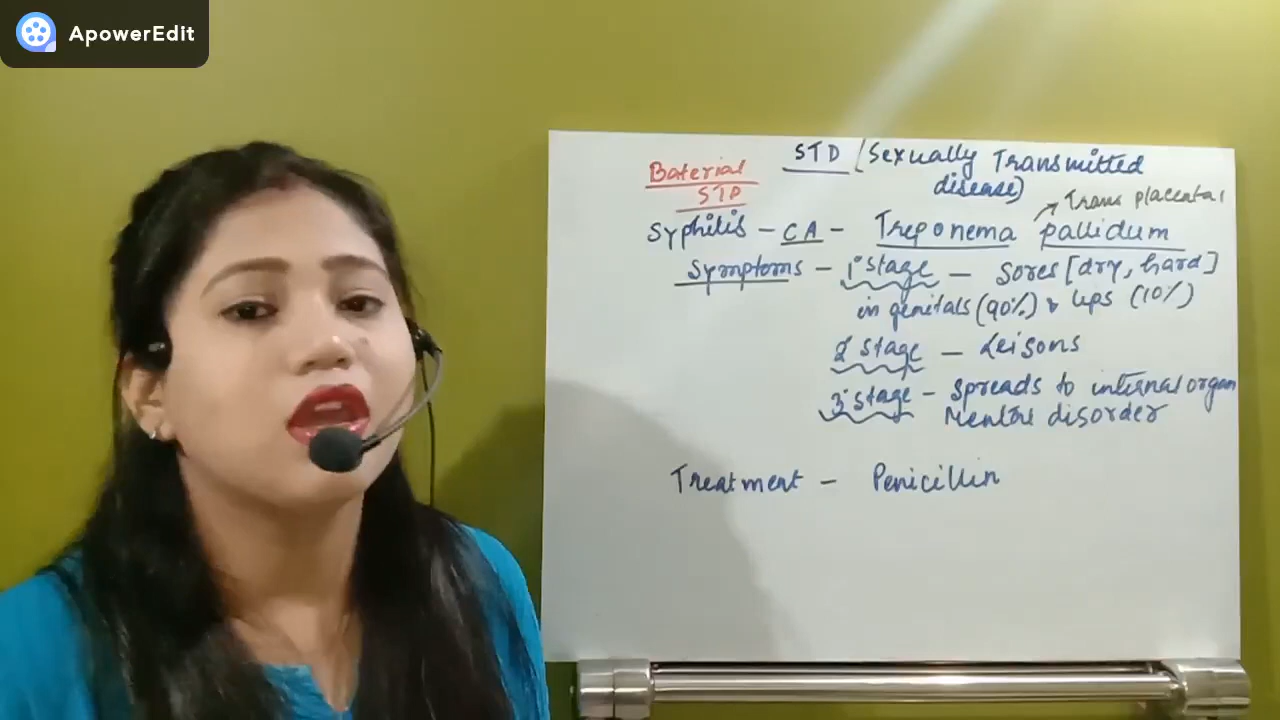 ApowerEdit
STD (Sexually Transmitted
disease)
Baterial
STD
Trans placental
Syphilis - CA - Treponema pallidum
Symptoms - 1° stage - Sores [dry, hard]
in genitals (90%) & lips (10%)
2° stage - Leisons
3° stage - Spreads to internal organ
Mental disorder
Treatment - Penicillin